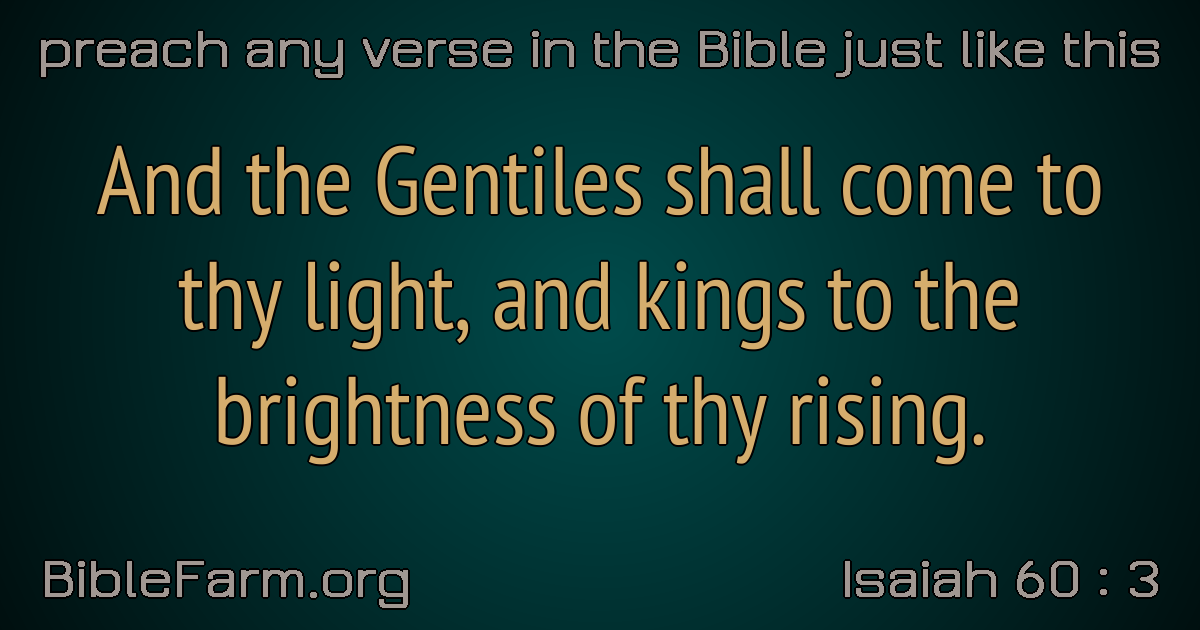 preach any verse in the Bible just like this
And the Gentiles shall come to
thy light, and kings to the
brightness of thy rising.
BibleFarm.org
Isaiah 60 : 3